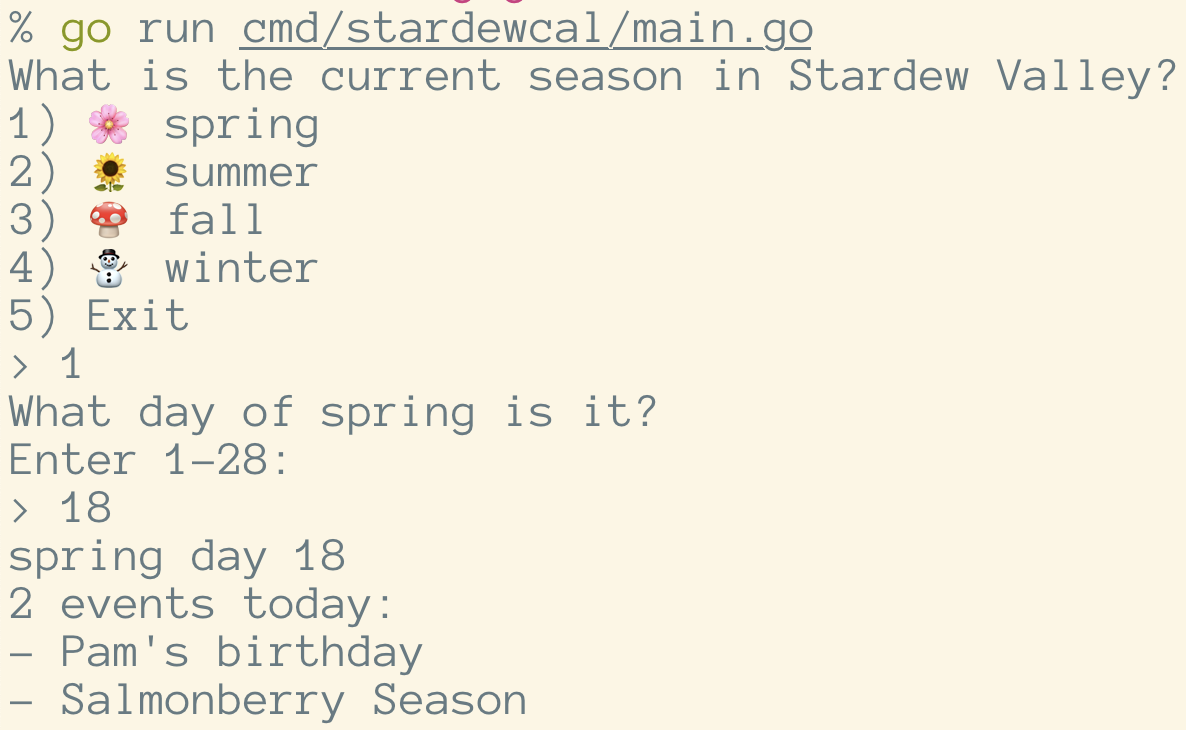 % go run cmd/stardewcal/main.go
What is the current season in Stardew Valley?
1) 🌸 spring
2) 🌻 summer
3) 🍄 fall
4) ⛄ winter
5) Exit
> 1
What day of spring is it?
Enter 1-28:
> 18
spring day 18
2 events today:
- Pam's birthday
- Salmonberry Season